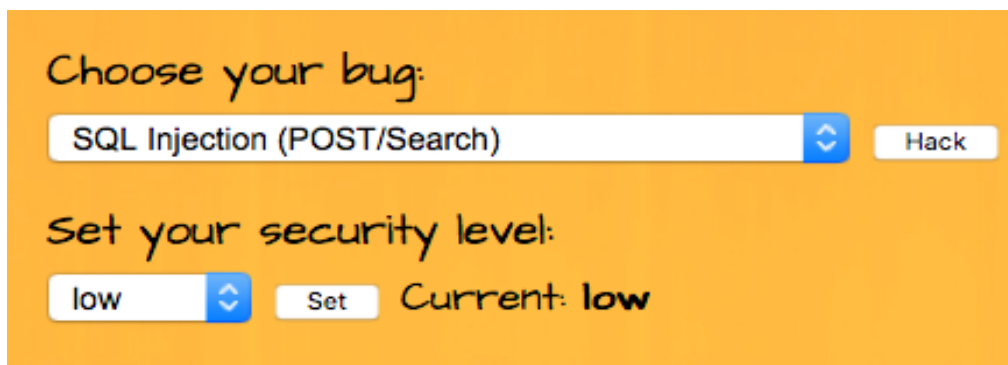 Choose your bug:
SQL Injection (POST/Search) Hack
Set your security level:
low Set Current: low